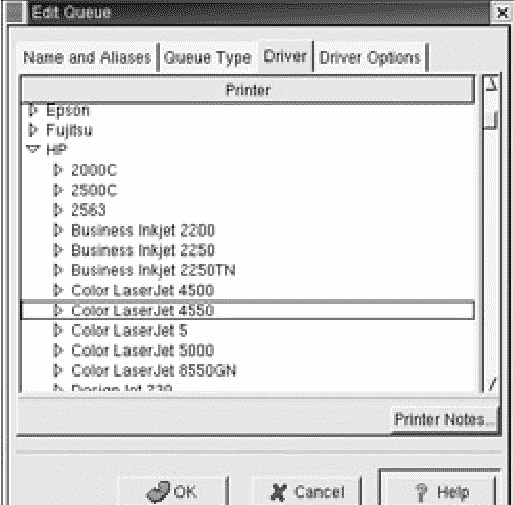 Edit Queue
Name and Aliases Queue Type Driver Driver Options
Printer
Epson
Fujitsu
HP
2000C
2500C
2563
Business Inkjet 2200
Business Inkjet 2250
Business Inkjet 2250TN
Color LaserJet 4500
Color LaserJet 4550
Color LaserJet 5
Color LaserJet 5000
Color LaserJet 8550GN
DesignJet 230
Printer Notes...
OK Cancel Help